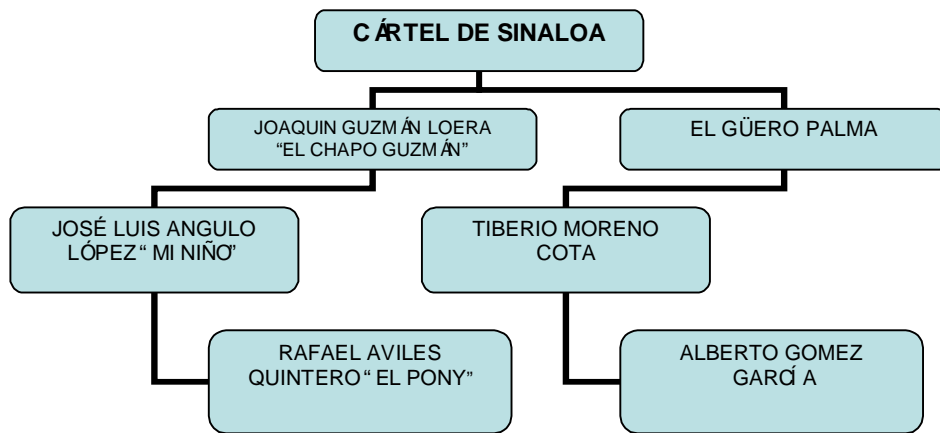 CÁRTEL DE SINALOA
JOAQUIN GUZMÁN LOERA
“EL CHAPO GUZMÁN”
EL GÜERO PALMA
JOSÉ LUIS ANGULO
LÓPEZ “ MI NIÑO”
TIBERIO MORENO
COTA
RAFAEL AVILES
QUINTERO “ EL PONY”
ALBERTO GOMEZ
GARCÍA